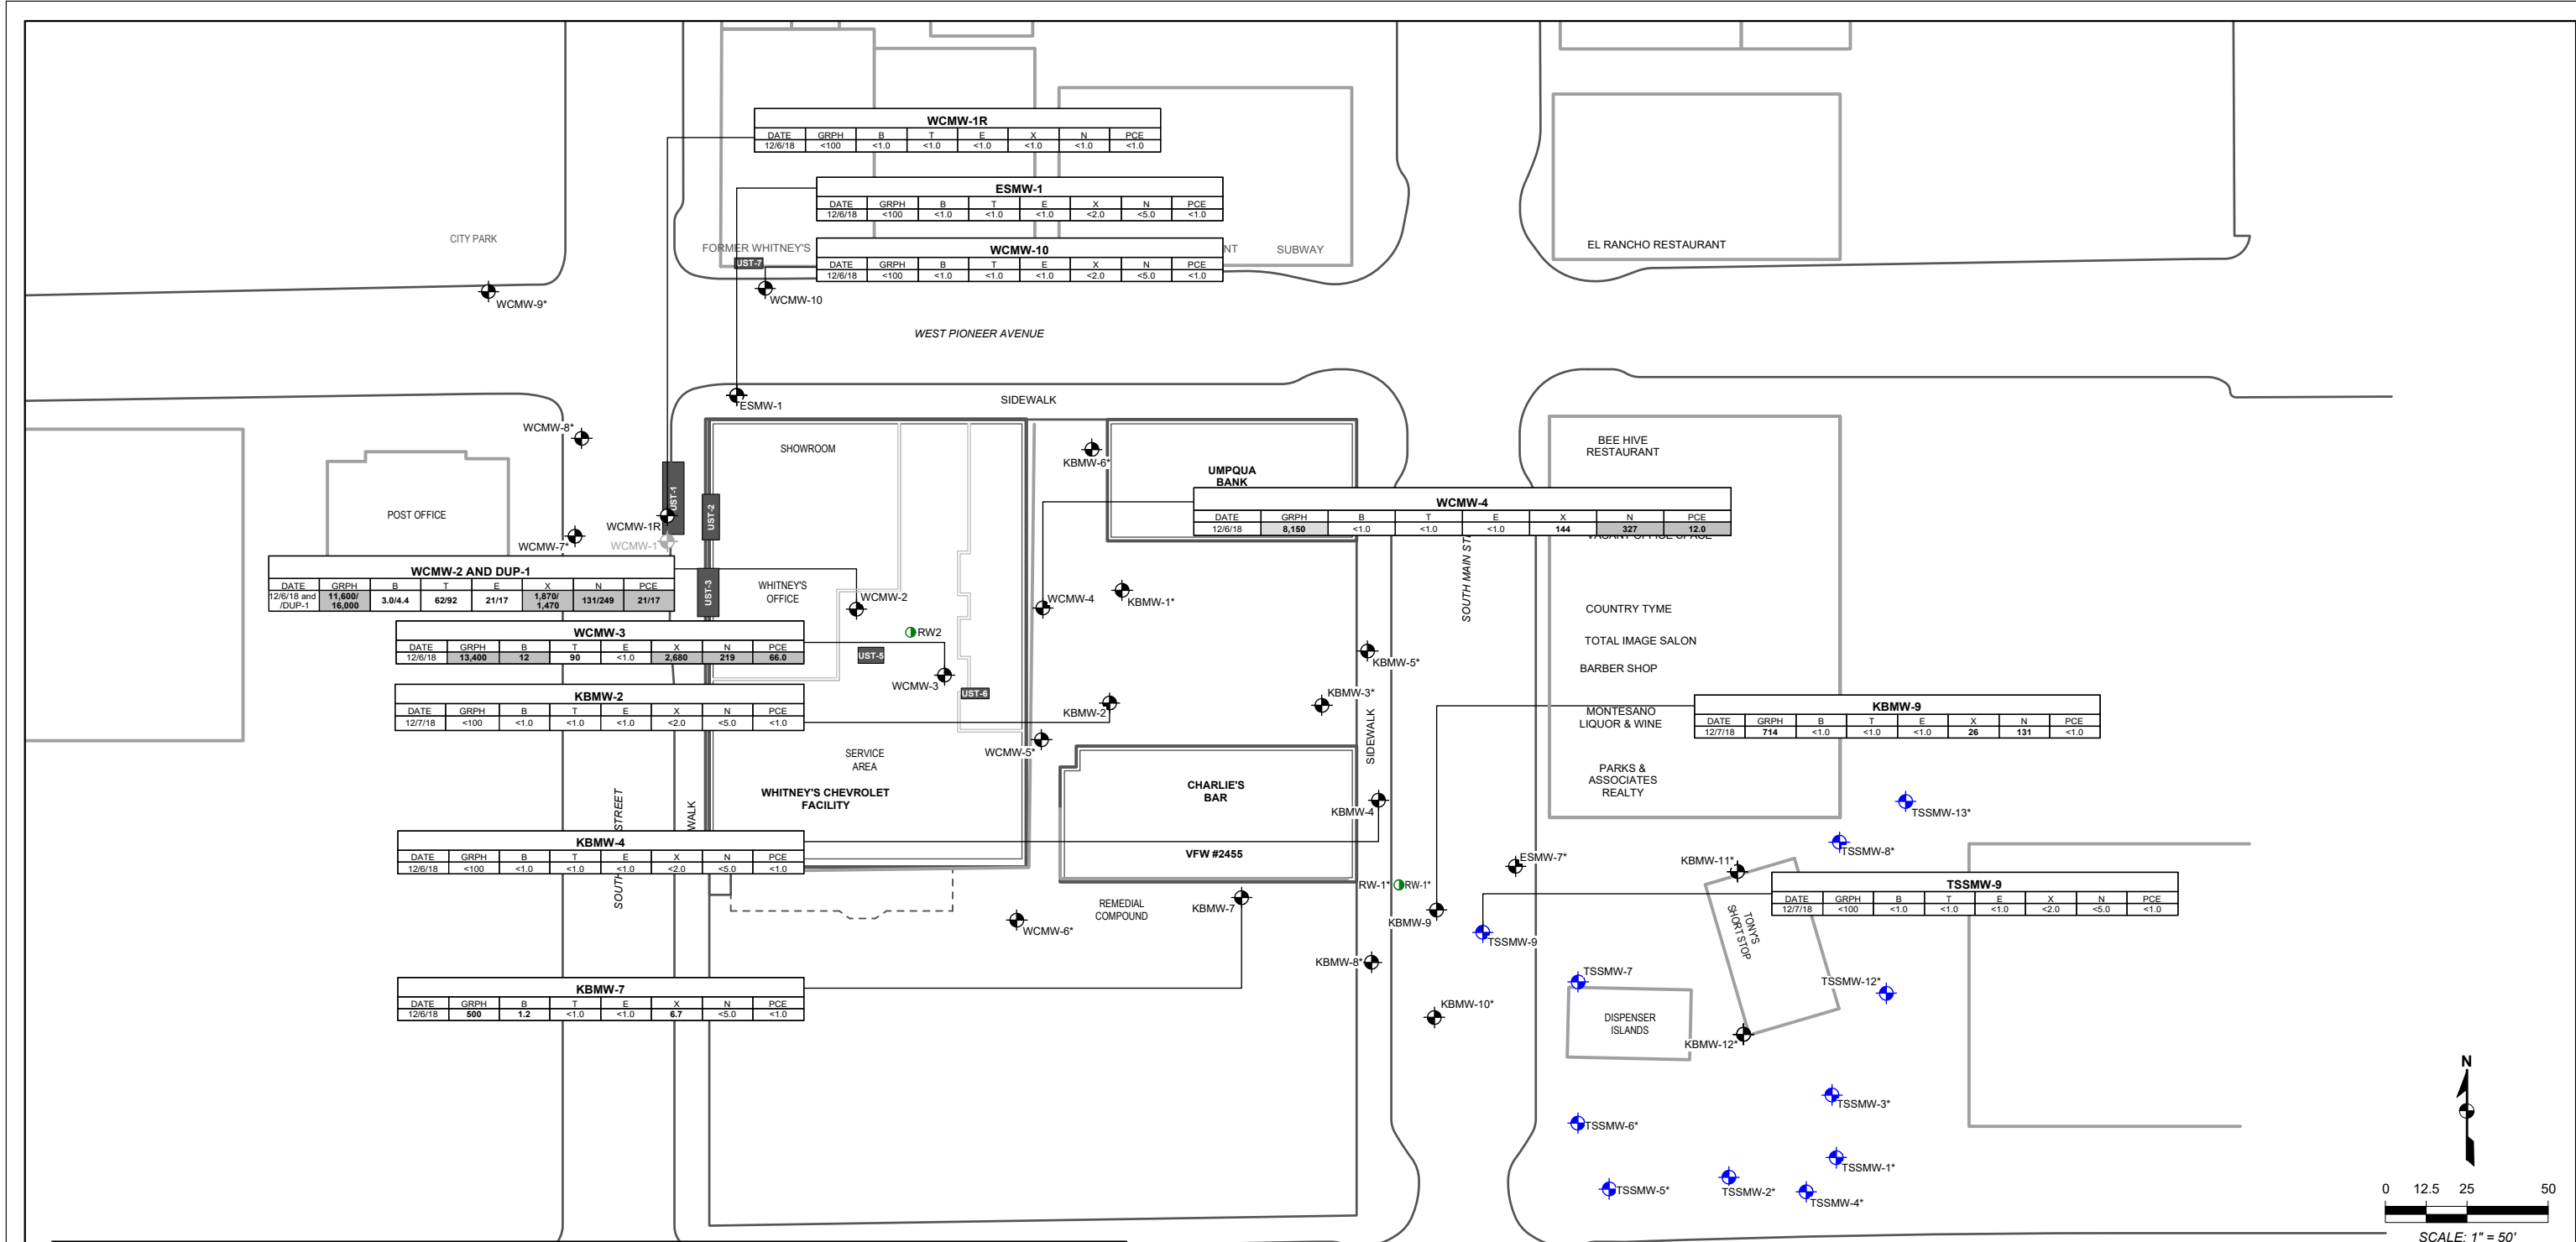 WCMW-1R
DATE GRPH B T E X N PCE
12/6/18 <100 <1.0 <1.0 <1.0 <1.0 <1.0 <1.0
ESMW-1
DATE GRPH B T E X N PCE
12/6/18 <100 <1.0 <1.0 <1.0 <2.0 <5.0 <1.0
CITY PARK
FORMER WHITNEY'S
WCMW-10
DATE GRPH B T E X N PCE
12/6/18 <100 <1.0 <1.0 <1.0 <2.0 <5.0 <1.0
NT
SUBWAY
EL RANCHO RESTAURANT
UST-7
WCMW-9*
WCMW-10
WEST PIONEER AVENUE
SIDEWALK
ESMW-1
WCMW-8*
SHOWROOM
KBMW-6*
UMPQUA
BANK
BEE HIVE
RESTAURANT
POST OFFICE
UST-1
UST-2
WCMW-1R
WCMW-7*
WCMW-1
WCMW-4
DATE GRPH B T E X N PCE
12/6/18 8,150 <1.0 <1.0 <1.0 144 327 12.0
VACANT OFFICE SPACE
SOUTH MAIN ST
WCMW-2 AND DUP-1
DATE GRPH B T E X N PCE
12/6/18 and /DUP-1 11,600/ 16,000 3.0/4.4 62/92 21/17 1,870/ 1,470 131/249 21/17
UST-3
WHITNEY'S
OFFICE
WCMW-2
WCMW-4
KBMW-1*
COUNTRY TYME
TOTAL IMAGE SALON
BARBER SHOP
WCMW-3
DATE GRPH B T E X N PCE
12/6/18 13,400 12 90 <1.0 2,680 219 66.0
RW2
UST-5
WCMW-3
UST-6
KBMW-5*
KBMW-3*
KBMW-2
DATE GRPH B T E X N PCE
12/7/18 <100 <1.0 <1.0 <1.0 <2.0 <5.0 <1.0
KBMW-2
SIDEWALK
MONTESANO
LIQUOR & WINE
KBMW-9
DATE GRPH B T E X N PCE
12/7/18 714 <1.0 <1.0 <1.0 26 131 <1.0
WCMW-5*
SERVICE
AREA
WHITNEY'S CHEVROLET
FACILITY
CHARLIE'S
BAR
PARKS &
ASSOCIATES
REALTY
WALK
SOUTH
STREET
KBMW-4
TSSMW-13*
KBMW-4
DATE GRPH B T E X N PCE
12/6/18 <100 <1.0 <1.0 <1.0 <2.0 <5.0 <1.0
VFW #2455
TSSMW-8*
ESMW-7*
KBMW-11*
RW-1*
RW-1*
TSSMW-9
DATE GRPH B T E X N PCE
12/7/18 <100 <1.0 <1.0 <1.0 <2.0 <5.0 <1.0
REMEDIAL
COMPOUND
KBMW-7
KBMW-9
WCMW-6*
TSSMW-9
TONY'S
SHORT STOP
KBMW-8*
TSSMW-7
TSSMW-12*
KBMW-7
DATE GRPH B T E X N PCE
12/6/18 500 1.2 <1.0 <1.0 6.7 <5.0 <1.0
KBMW-10*
DISPENSER
ISLANDS
KBMW-12*
N
TSSMW-3*
TSSMW-6*
TSSMW-1*
TSSMW-5*
TSSMW-2*
TSSMW-4*
0 12.5 25 50
SCALE: 1" = 50'